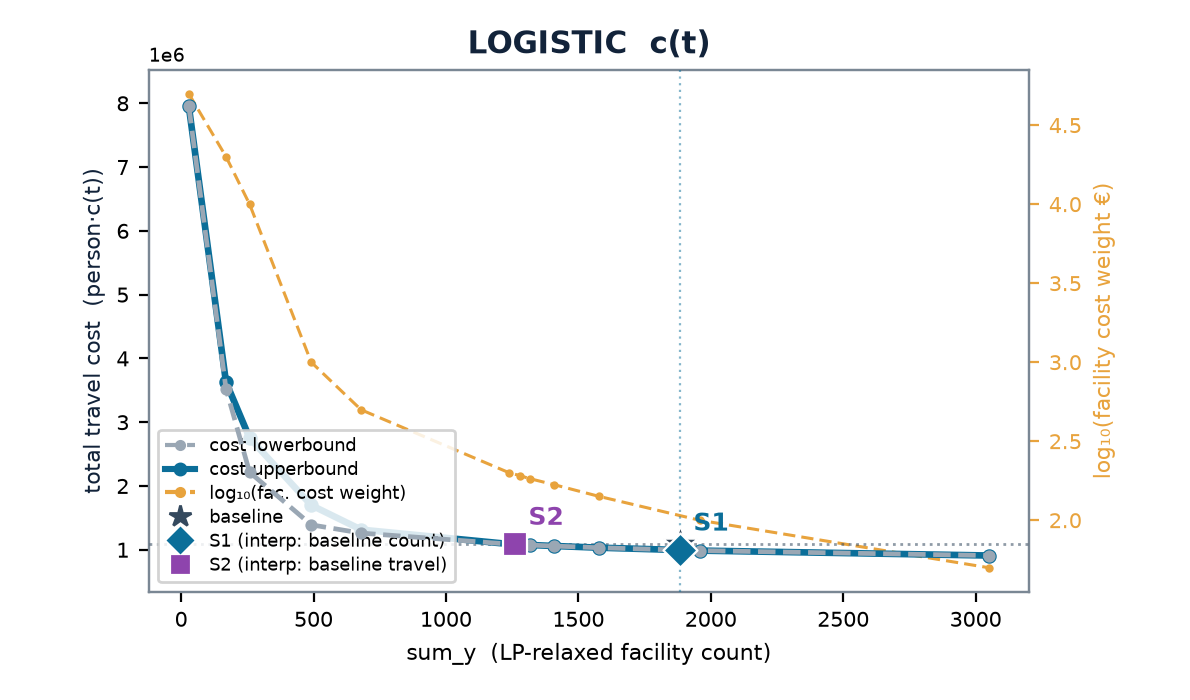 LOGISTIC c(t)
1e6
8
7
6
5
4
3
2
1
total travel cost (person·c(t))
4.5
4.0
3.5
3.0
2.5
2.0
log₁₀(facility cost weight €)
cost lowerbound
cost upperbound
log₁₀(fac. cost weight)
baseline
S1 (interp: baseline count)
S2 (interp: baseline travel)
S2
S1
0
500
1000
1500
2000
2500
3000
sum_y (LP-relaxed facility count)